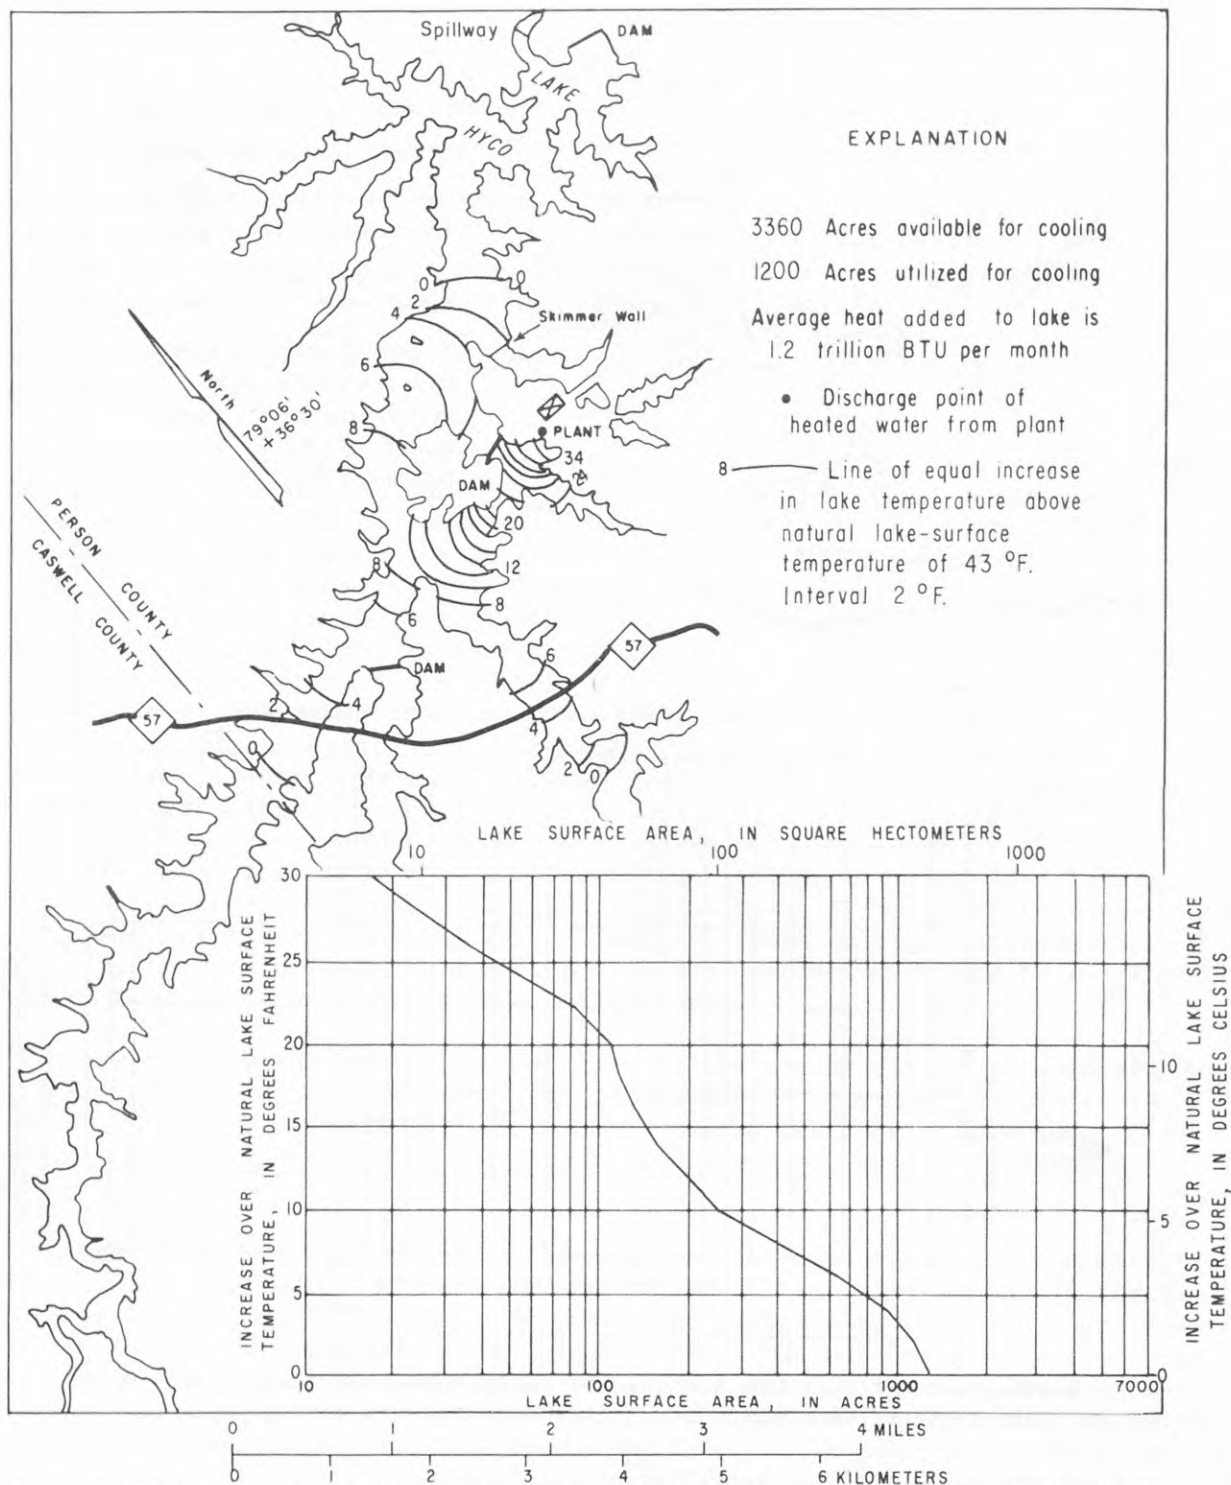 Spillway
DAM
LAKE
HYCO
EXPLANATION
3360 Acres available for cooling
1200 Acres utilized for cooling
Average heat added to lake is
1.2 trillion BTU per month
• Discharge point of
heated water from plant
8 Line of equal increase
in lake temperature above
natural lake-surface
temperature of 43 °F.
Interval 2 °F.
0
0
2
4
Skimmer Wall
6
North
79°06'
+36°30'
8
PLANT
34
24
DAM
20
12
8
8
6
PERSON COUNTY
CASWELL COUNTY
6
57
DAM
4
2
57
4
0
2
0
LAKE SURFACE AREA, IN SQUARE HECTOMETERS
10 100 1000
INCREASE OVER NATURAL LAKE SURFACE
TEMPERATURE, IN DEGREES FAHRENHEIT
30
25
20
15
10
5
0
INCREASE OVER NATURAL LAKE SURFACE
TEMPERATURE, IN DEGREES CELSIUS
10
5
0
10 100 1000 7000
LAKE SURFACE AREA, IN ACRES
0 1 2 3 4 MILES
0 1 2 3 4 5 6 KILOMETERS